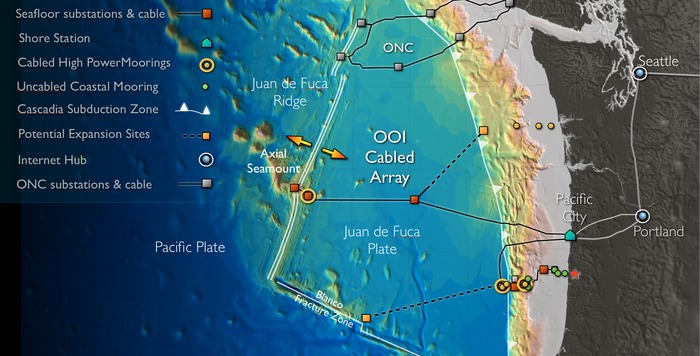 Seafloor substations & cable
Shore Station
Cabled High PowerMoorings
Uncabled Coastal Mooring
Cascadia Subduction Zone
Potential Expansion Sites
Internet Hub
ONC substations & cable
ONC
Seattle
Juan de Fuca
Ridge
OOI
Cabled
Array
Axial
Seamount
Pacific
City
Portland
Juan de Fuca
Plate
Pacific Plate
Blanco
Fracture Zone